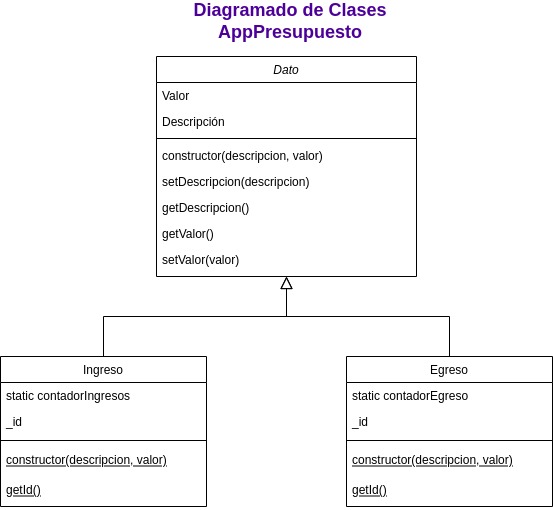 Diagramado de Clases
AppPresupuesto
Dato
Valor
Descripción
constructor(descripcion, valor)
setDescripcion(descripcion)
getDescripcion()
getValor()
setValor(valor)
Ingreso
static contadorIngresos
_id
constructor(descripcion, valor)
getId()
Egreso
static contadorEgreso
_id
constructor(descripcion, valor)
getId()